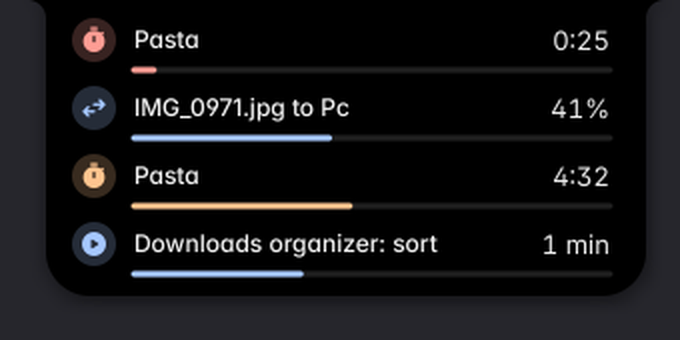 Pasta 0:25
IMG_0971.jpg to Pc 41%
Pasta 4:32
Downloads organizer: sort 1 min